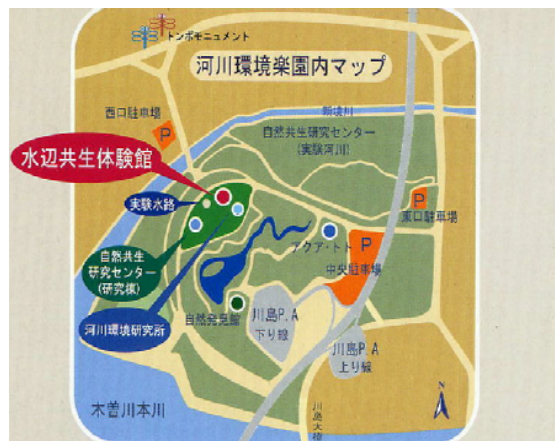 トンボモニュメント
河川環境楽園内マップ
西口駐車場
P
新境川
自然共生研究センター
(実験河川)
水辺共生体験館
実験水路
P
東口駐車場
自然共生
研究センター
(研究棟)
アクア・トト
P
中央駐車場
河川環境研究所
自然発見館
川島P.A
下り線
川島P.A
上り線
木曽川本川
川島大橋
N